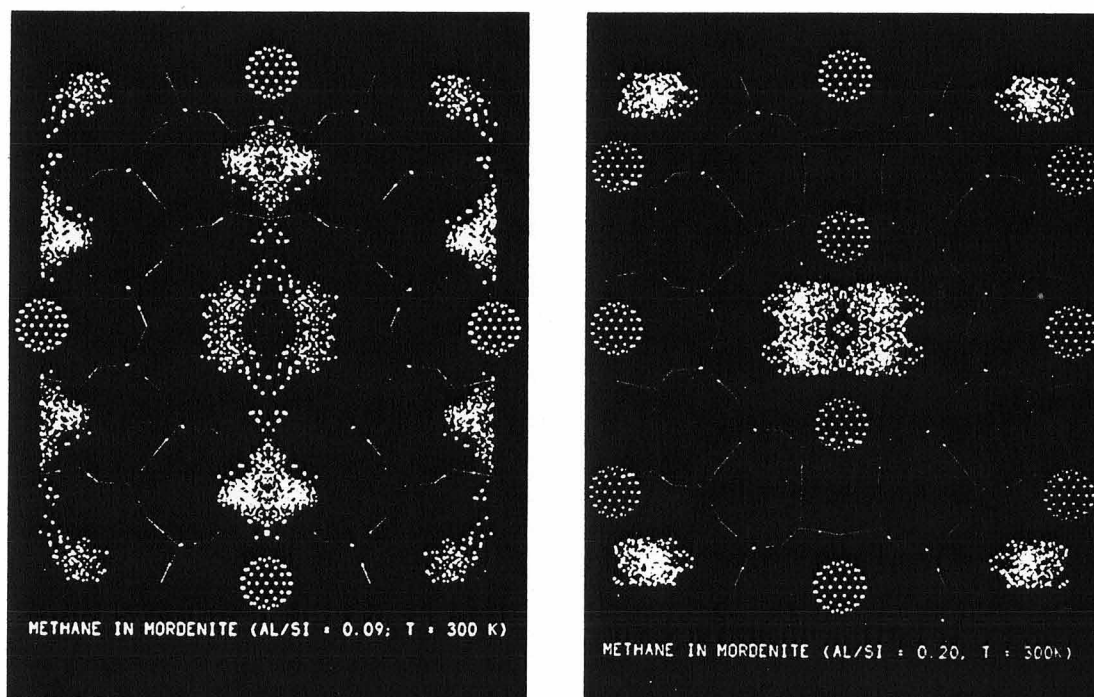 METHANE IN MORDENITE (AL/SI = 0.09; T = 300 K)
METHANE IN MORDENITE (AL/SI = 0.20, T = 300K)